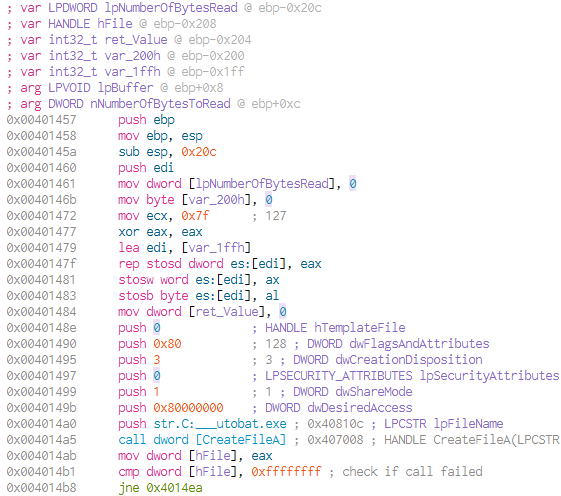 ; var LPDWORD lpNumberOfBytesRead @ ebp-0x20c
; var HANDLE hFile @ ebp-0x208
; var int32_t ret_Value @ ebp-0x204
; var int32_t var_200h @ ebp-0x200
; var int32_t var_1ffh @ ebp-0x1ff
; arg LPVOID lpBuffer @ ebp+0x8
; arg DWORD nNumberOfBytesToRead @ ebp+0xc
0x00401457 push ebp
0x00401458 mov ebp, esp
0x0040145a sub esp, 0x20c
0x00401460 push edi
0x00401461 mov dword [lpNumberOfBytesRead], 0
0x0040146b mov byte [var_200h], 0
0x00401472 mov ecx, 0x7f ; 127
0x00401477 xor eax, eax
0x00401479 lea edi, [var_1ffh]
0x0040147f rep stosd dword es:[edi], eax
0x00401481 stosw word es:[edi], ax
0x00401483 stosb byte es:[edi], al
0x00401484 mov dword [ret_Value], 0
0x0040148e push 0 ; HANDLE hTemplateFile
0x00401490 push 0x80 ; 128 ; DWORD dwFlagsAndAttributes
0x00401495 push 3 ; 3 ; DWORD dwCreationDisposition
0x00401497 push 0 ; LPSECURITY_ATTRIBUTES lpSecurityAttributes
0x00401499 push 1 ; 1 ; DWORD dwShareMode
0x0040149b push 0x80000000 ; DWORD dwDesiredAccess
0x004014a0 push str.C:___utobat.exe ; 0x40810c ; LPCSTR lpFileName
0x004014a5 call dword [CreateFileA] ; 0x407008 ; HANDLE CreateFileA(LPCSTR
0x004014ab mov dword [hFile], eax
0x004014b1 cmp dword [hFile], 0xffffffff ; check if call failed
0x004014b8 jne 0x4014ea